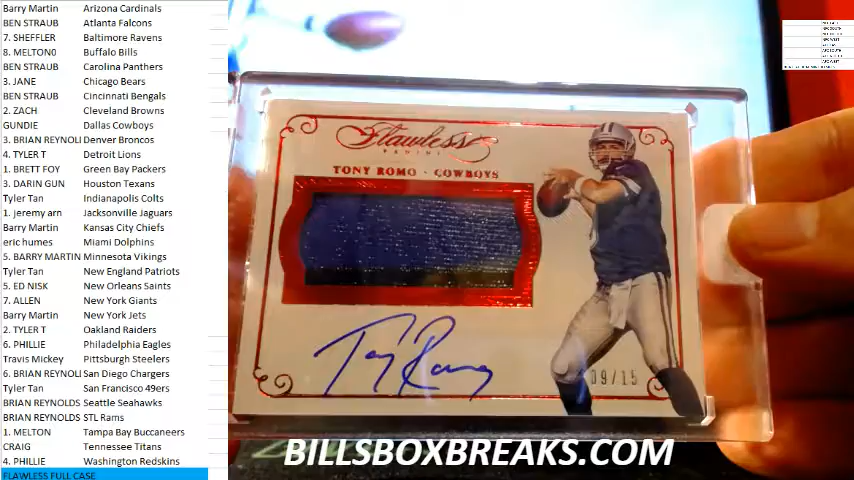 Barry Martin Arizona Cardinals
BEN STRAUB Atlanta Falcons
7. SHEFFLER Baltimore Ravens
8. MELTON0 Buffalo Bills
BEN STRAUB Carolina Panthers
3. JANE Chicago Bears
BEN STRAUB Cincinnati Bengals
2. ZACH Cleveland Browns
GUNDIE Dallas Cowboys
3. BRIAN REYNOLI Denver Broncos
4. TYLER T Detroit Lions
1. BRETT FOY Green Bay Packers
3. DARIN GUN Houston Texans
Tyler Tan Indianapolis Colts
1. jeremy arn Jacksonville Jaguars
Barry Martin Kansas City Chiefs
eric humes Miami Dolphins
5. BARRY MARTIN Minnesota Vikings
Tyler Tan New England Patriots
5. ED NISK New Orleans Saints
7. ALLEN New York Giants
Barry Martin New York Jets
2. TYLER T Oakland Raiders
6. PHILLIE Philadelphia Eagles
Travis Mickey Pittsburgh Steelers
6. BRIAN REYNOLI San Diego Chargers
Tyler Tan San Francisco 49ers
BRIAN REYNOLDS Seattle Seahawks
BRIAN REYNOLDS STL Rams
1. MELTON Tampa Bay Buccaneers
CRAIG Tennessee Titans
4. PHILLIE Washington Redskins
FLAWLESS FULL CASE
Flawless
PANINI
TONY ROMO · COWBOYS
Tony Romo
09/15
BILLSBOXBREAKS.COM